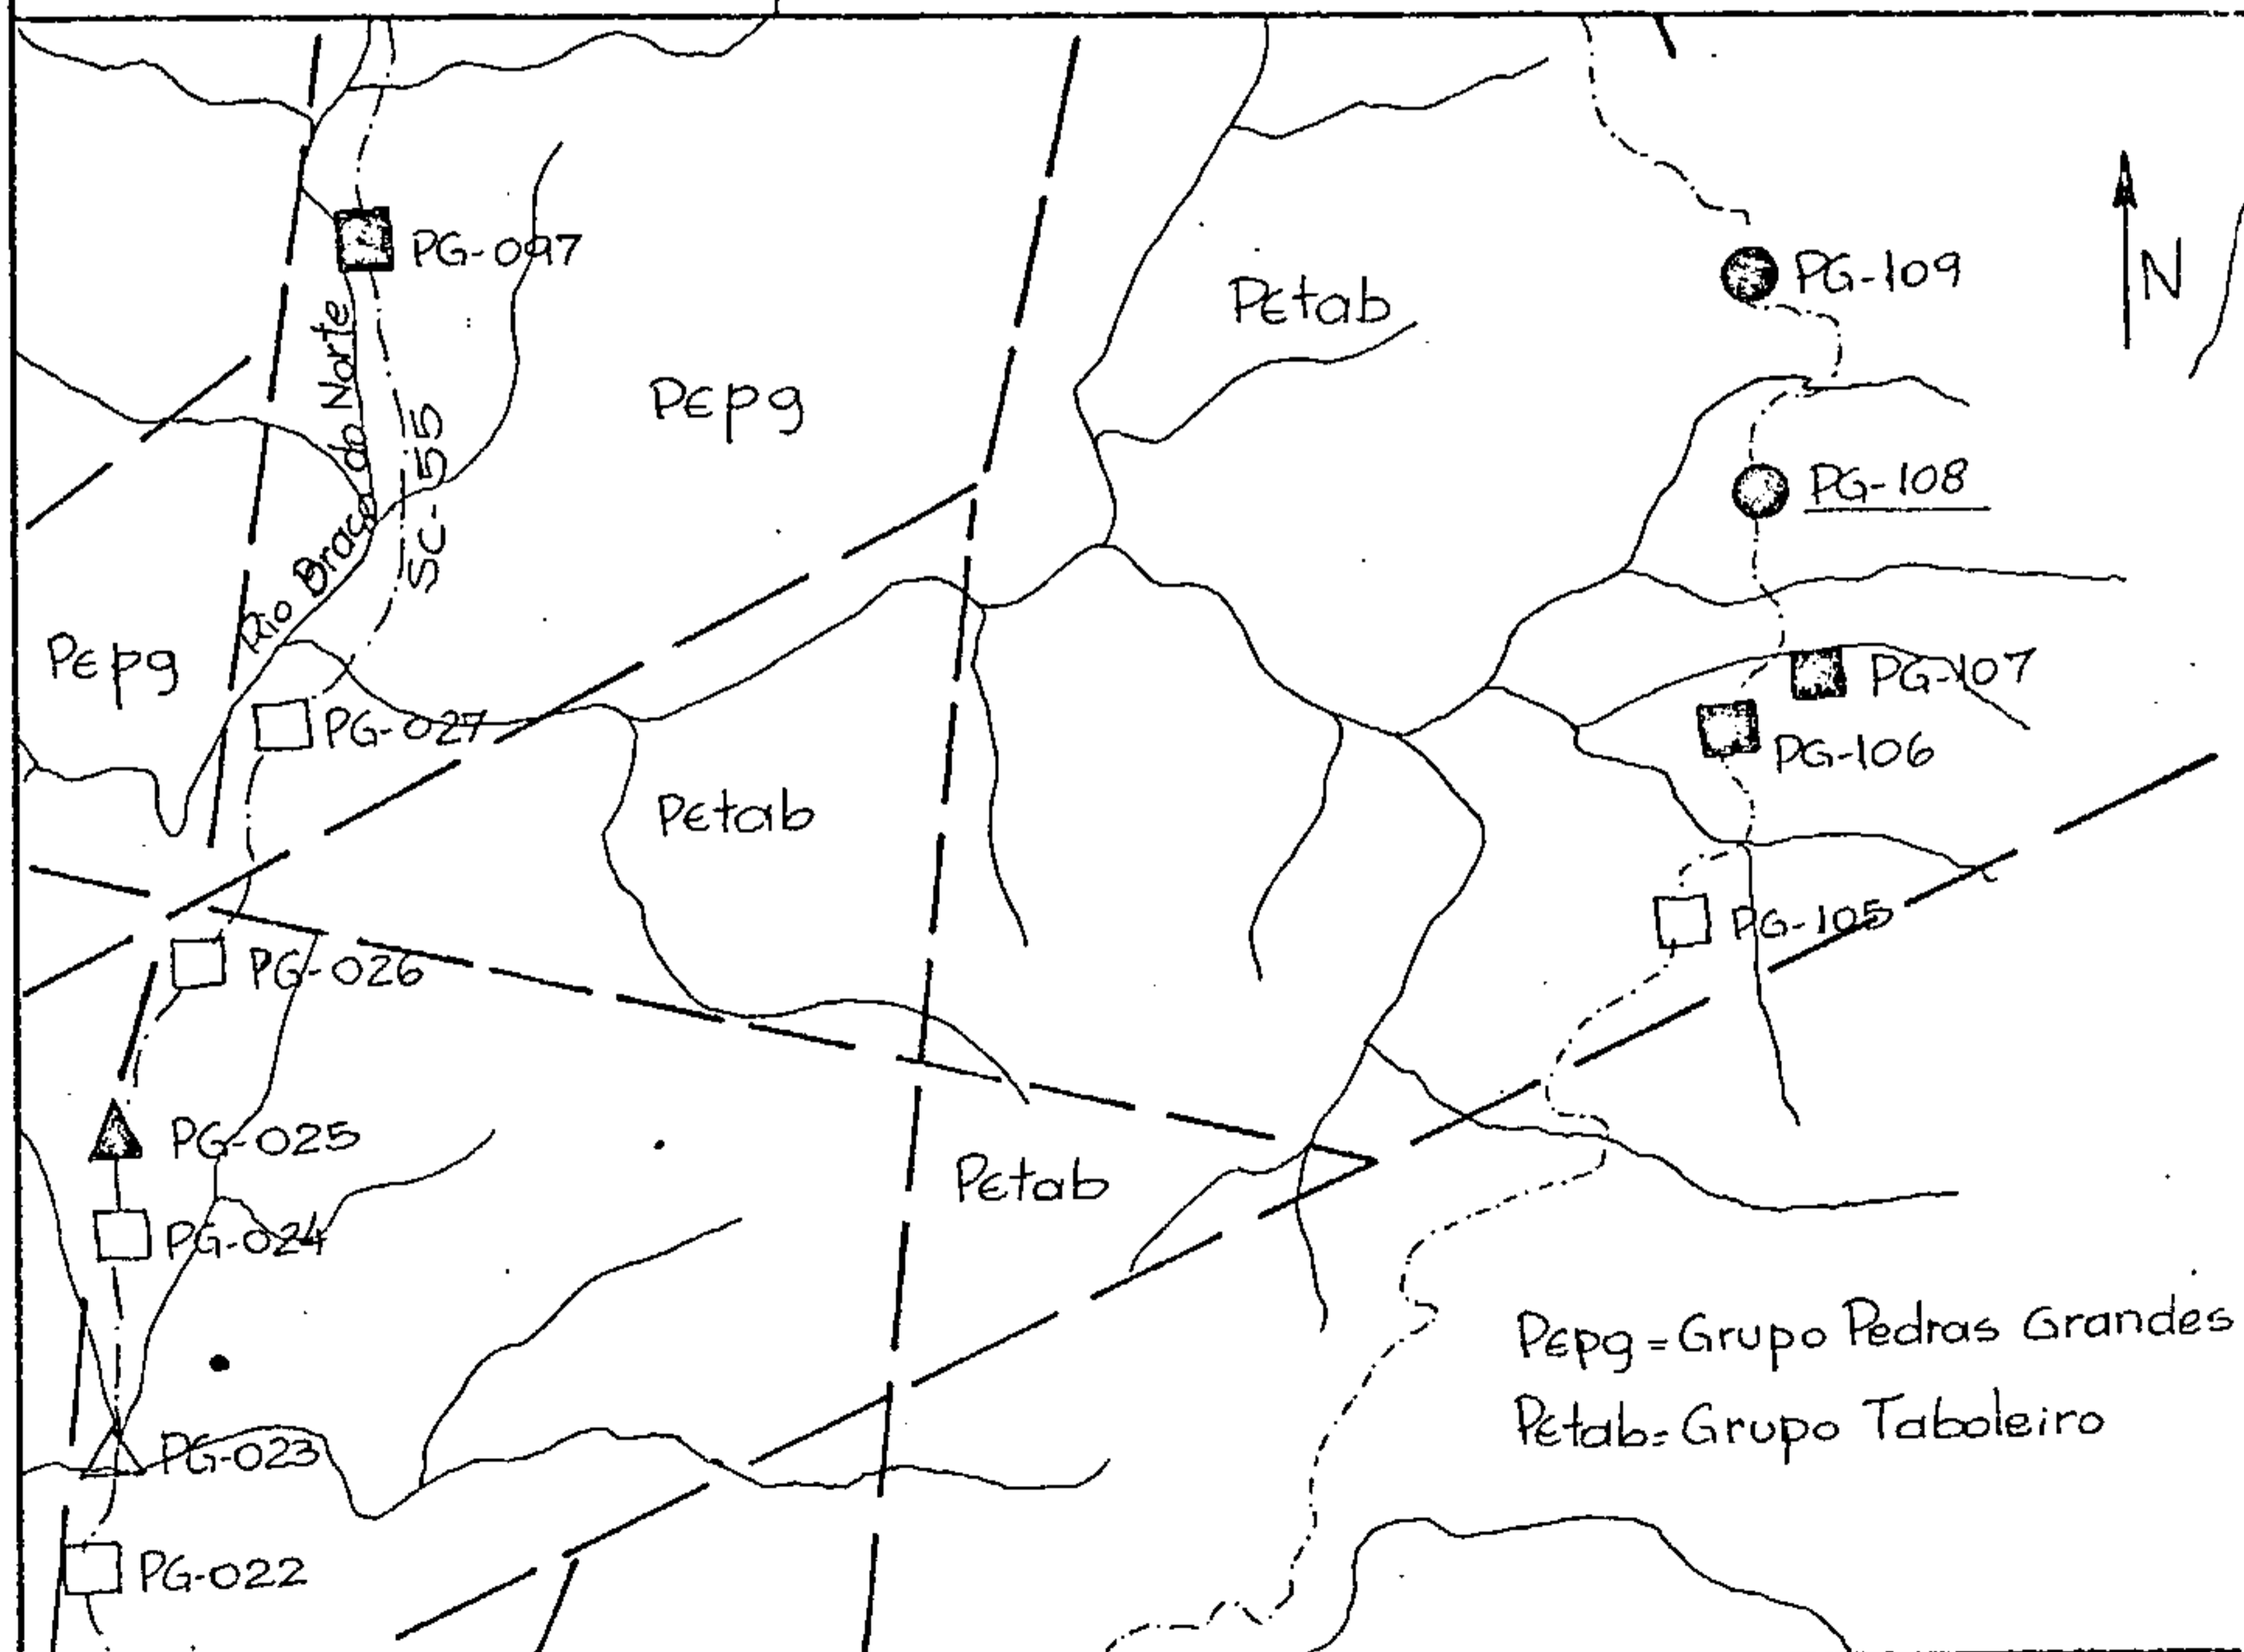 PG-097
PG-109
N
PЄtab
PЄpg
Rio Braço do Norte
SC-55
PG-108
PЄpg
PG-107
PG-027
PG-106
PЄtab
PG-105
PG-026
PG-025
PЄtab
PG-024
PЄpg = Grupo Pedras Grandes
PЄtab = Grupo Taboleiro
PG-023
PG-022